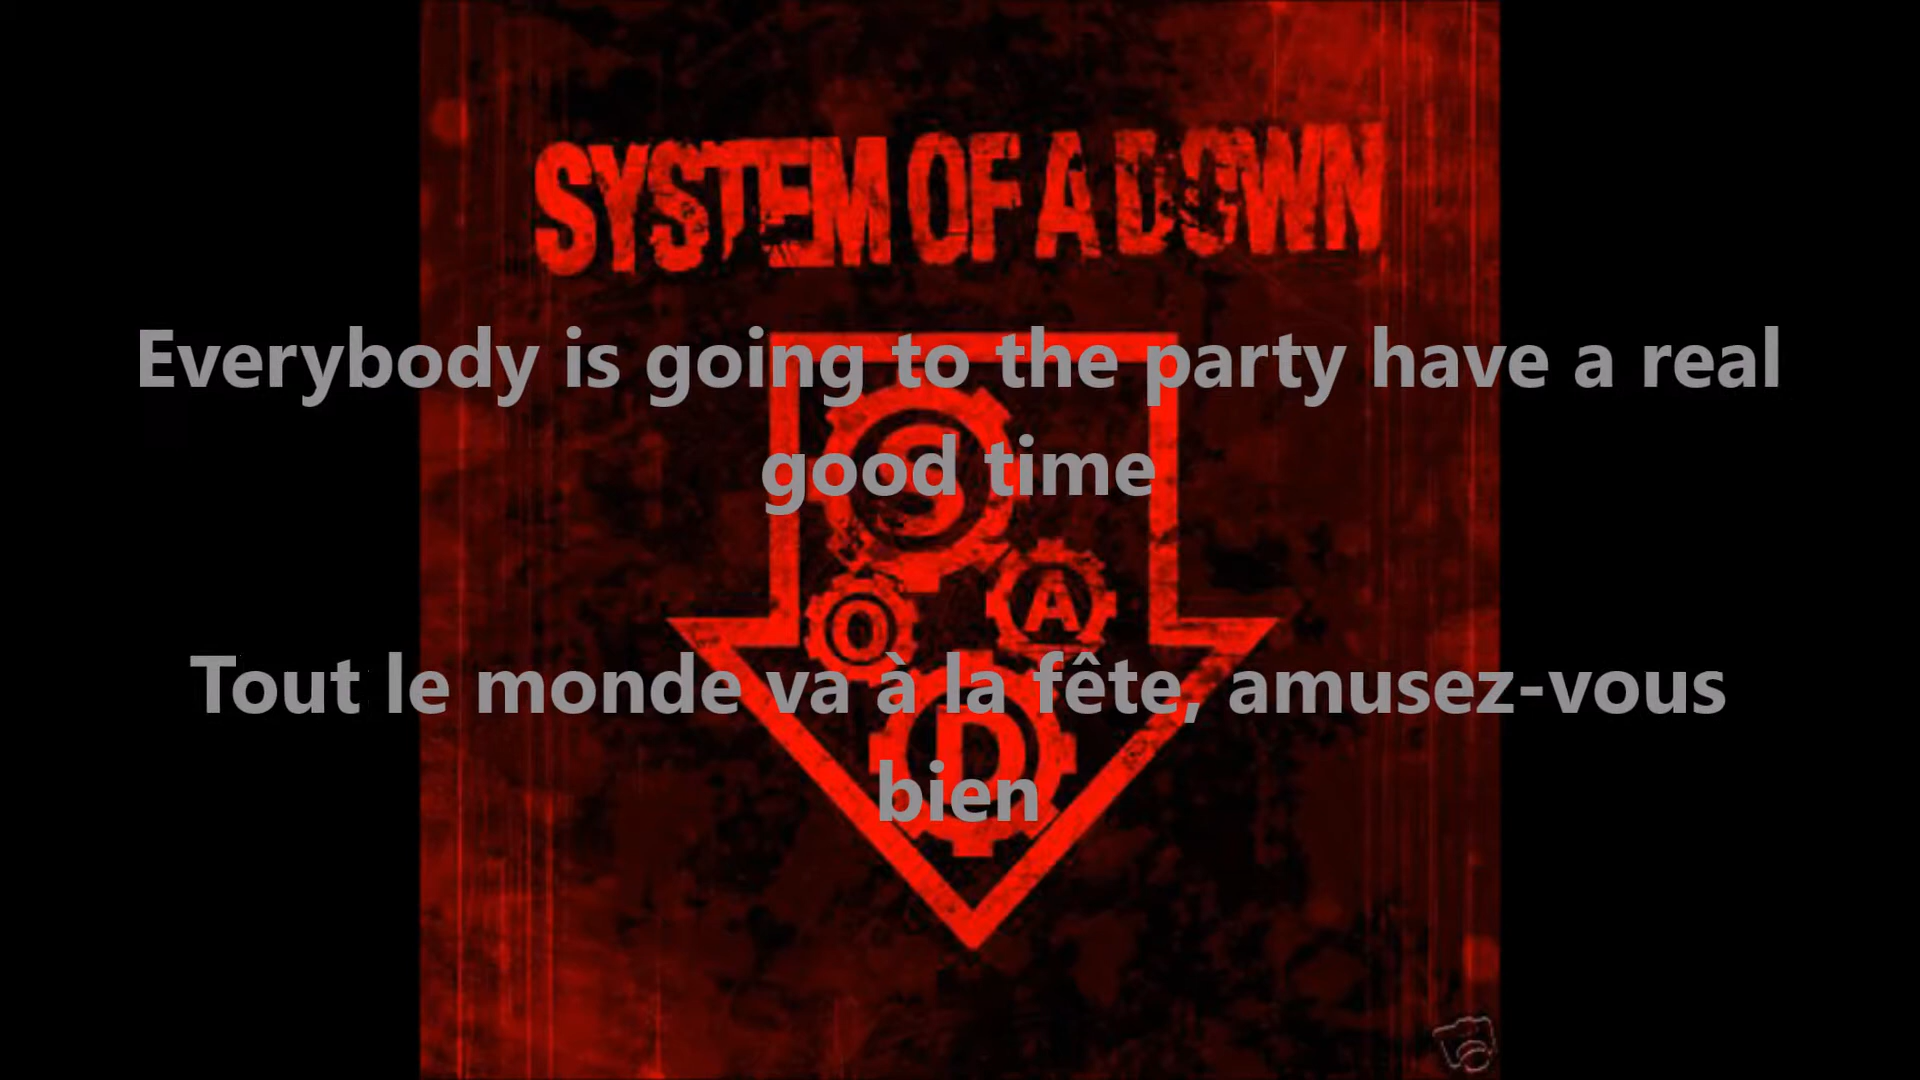 SYSTEM OF A DOWN
Everybody is going to the party have a real
good time
S
O A
Tout le monde va à la fête, amusez-vous
D
bien